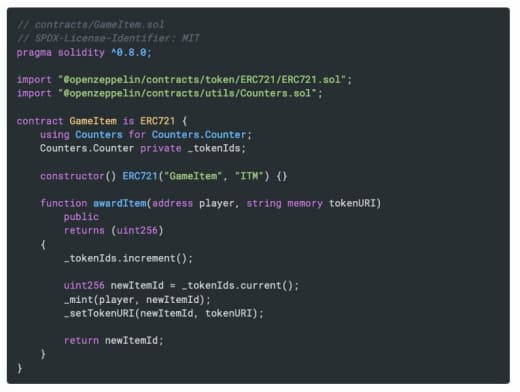 // contracts/GameItem.sol
// SPDX-License-Identifier: MIT
pragma solidity ^0.8.0;
import "@openzeppelin/contracts/token/ERC721/ERC721.sol";
import "@openzeppelin/contracts/utils/Counters.sol";
contract GameItem is ERC721 {
using Counters for Counters.Counter;
Counters.Counter private _tokenIds;
constructor() ERC721("GameItem", "ITM") {}
function awardItem(address player, string memory tokenURI)
public
returns (uint256)
{
_tokenIds.increment();
uint256 newItemId = _tokenIds.current();
_mint(player, newItemId);
_setTokenURI(newItemId, tokenURI);
return newItemId;
}
}